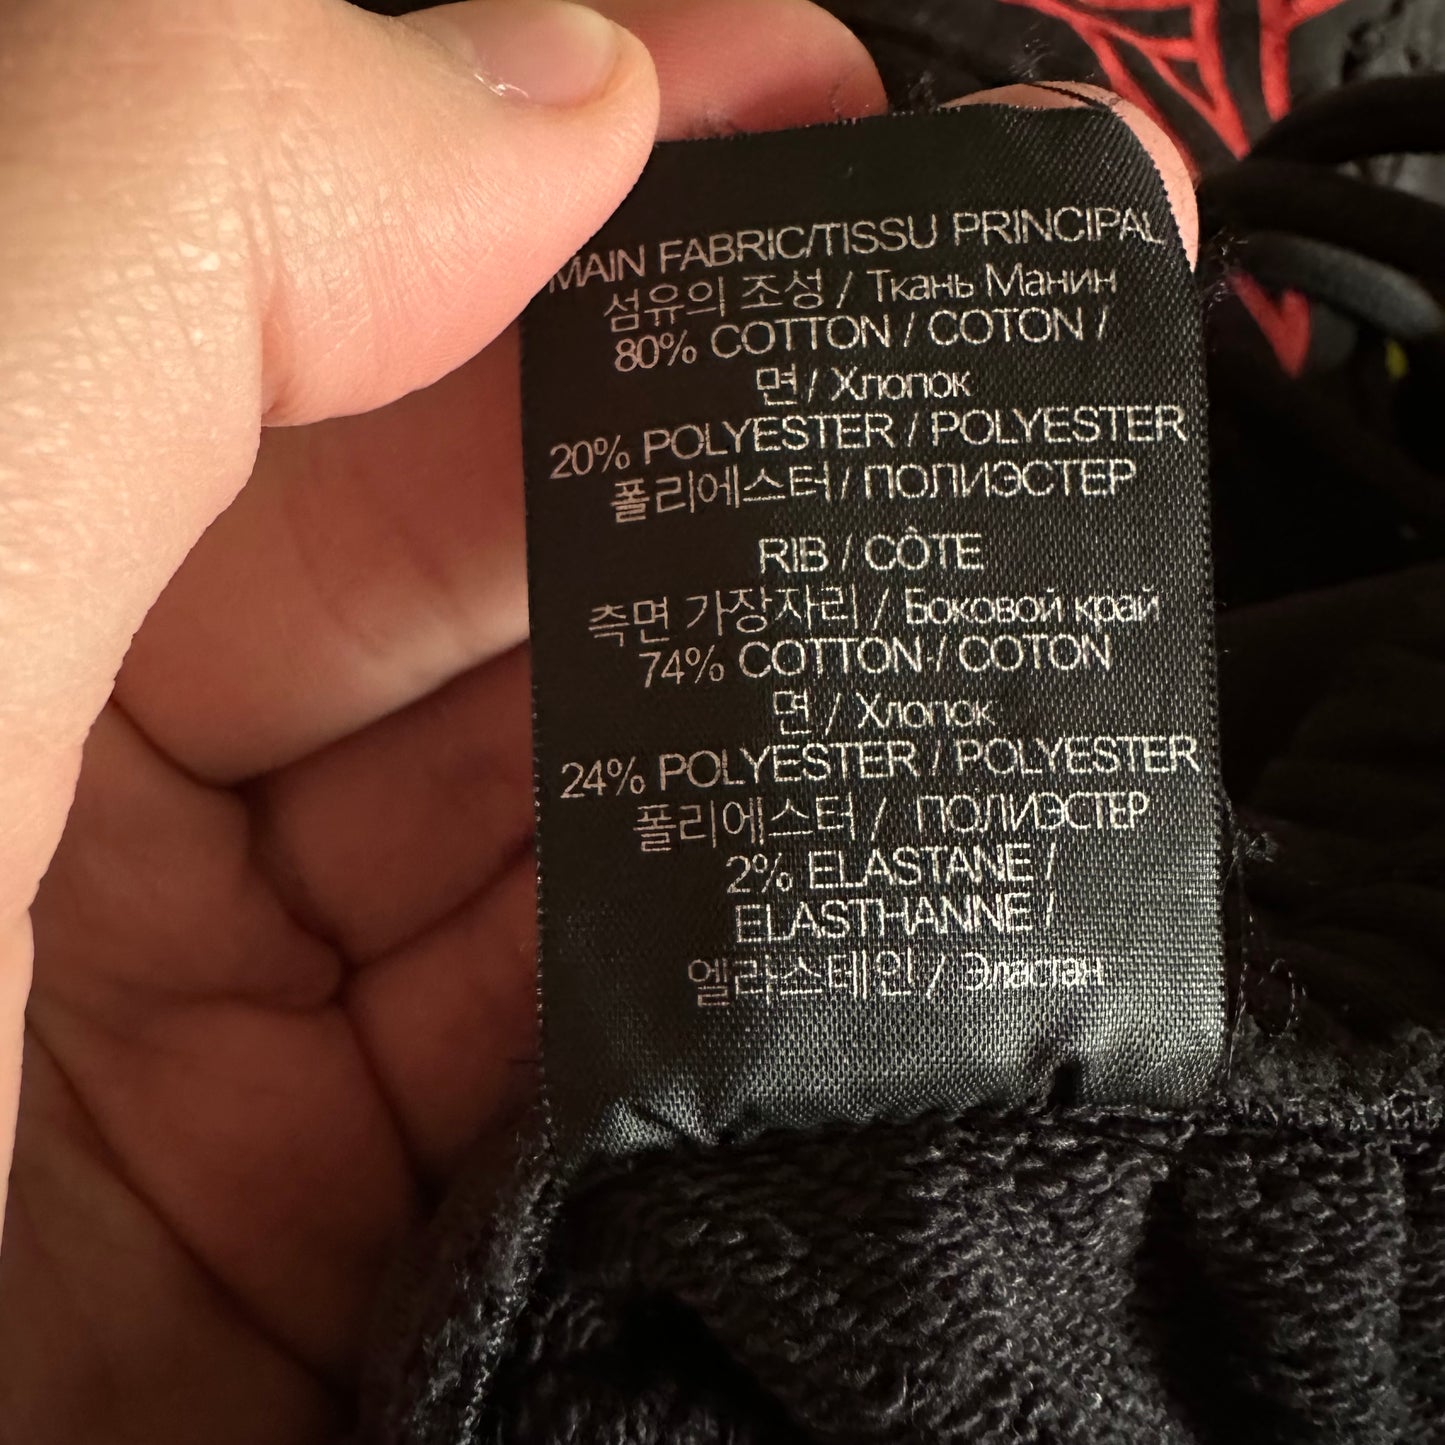 MAIN FABRIC/TISSU PRINCIPAL
섬유의 조성 / Ткань Манин
80% COTTON / COTON /
면 / Хлопок
20% POLYESTER / POLYESTER
폴리에스터 / ПОЛИЭСТЕР
RIB / CÔTE
측면 가장자리 / Боковой край
74% COTTON / COTON
면 / Хлопок
24% POLYESTER / POLYESTER
폴리에스터 / ПОЛИЭСТЕР
2% ELASTANE /
ELASTHANNE /
엘라스테인 / Эластан